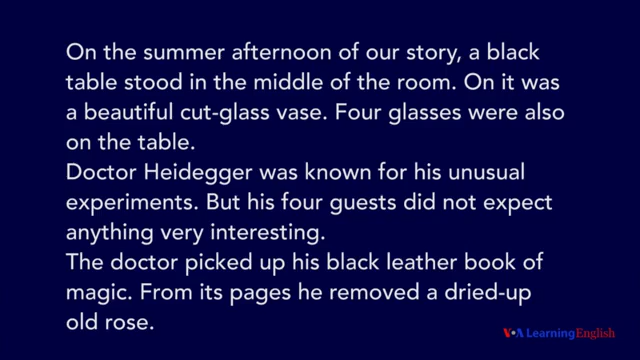 On the summer afternoon of our story, a black
table stood in the middle of the room. On it was
a beautiful cut-glass vase. Four glasses were also
on the table.
Doctor Heidegger was known for his unusual
experiments. But his four guests did not expect
anything very interesting.
The doctor picked up his black leather book of
magic. From its pages he removed a dried-up
old rose.
VOA LearningEnglish